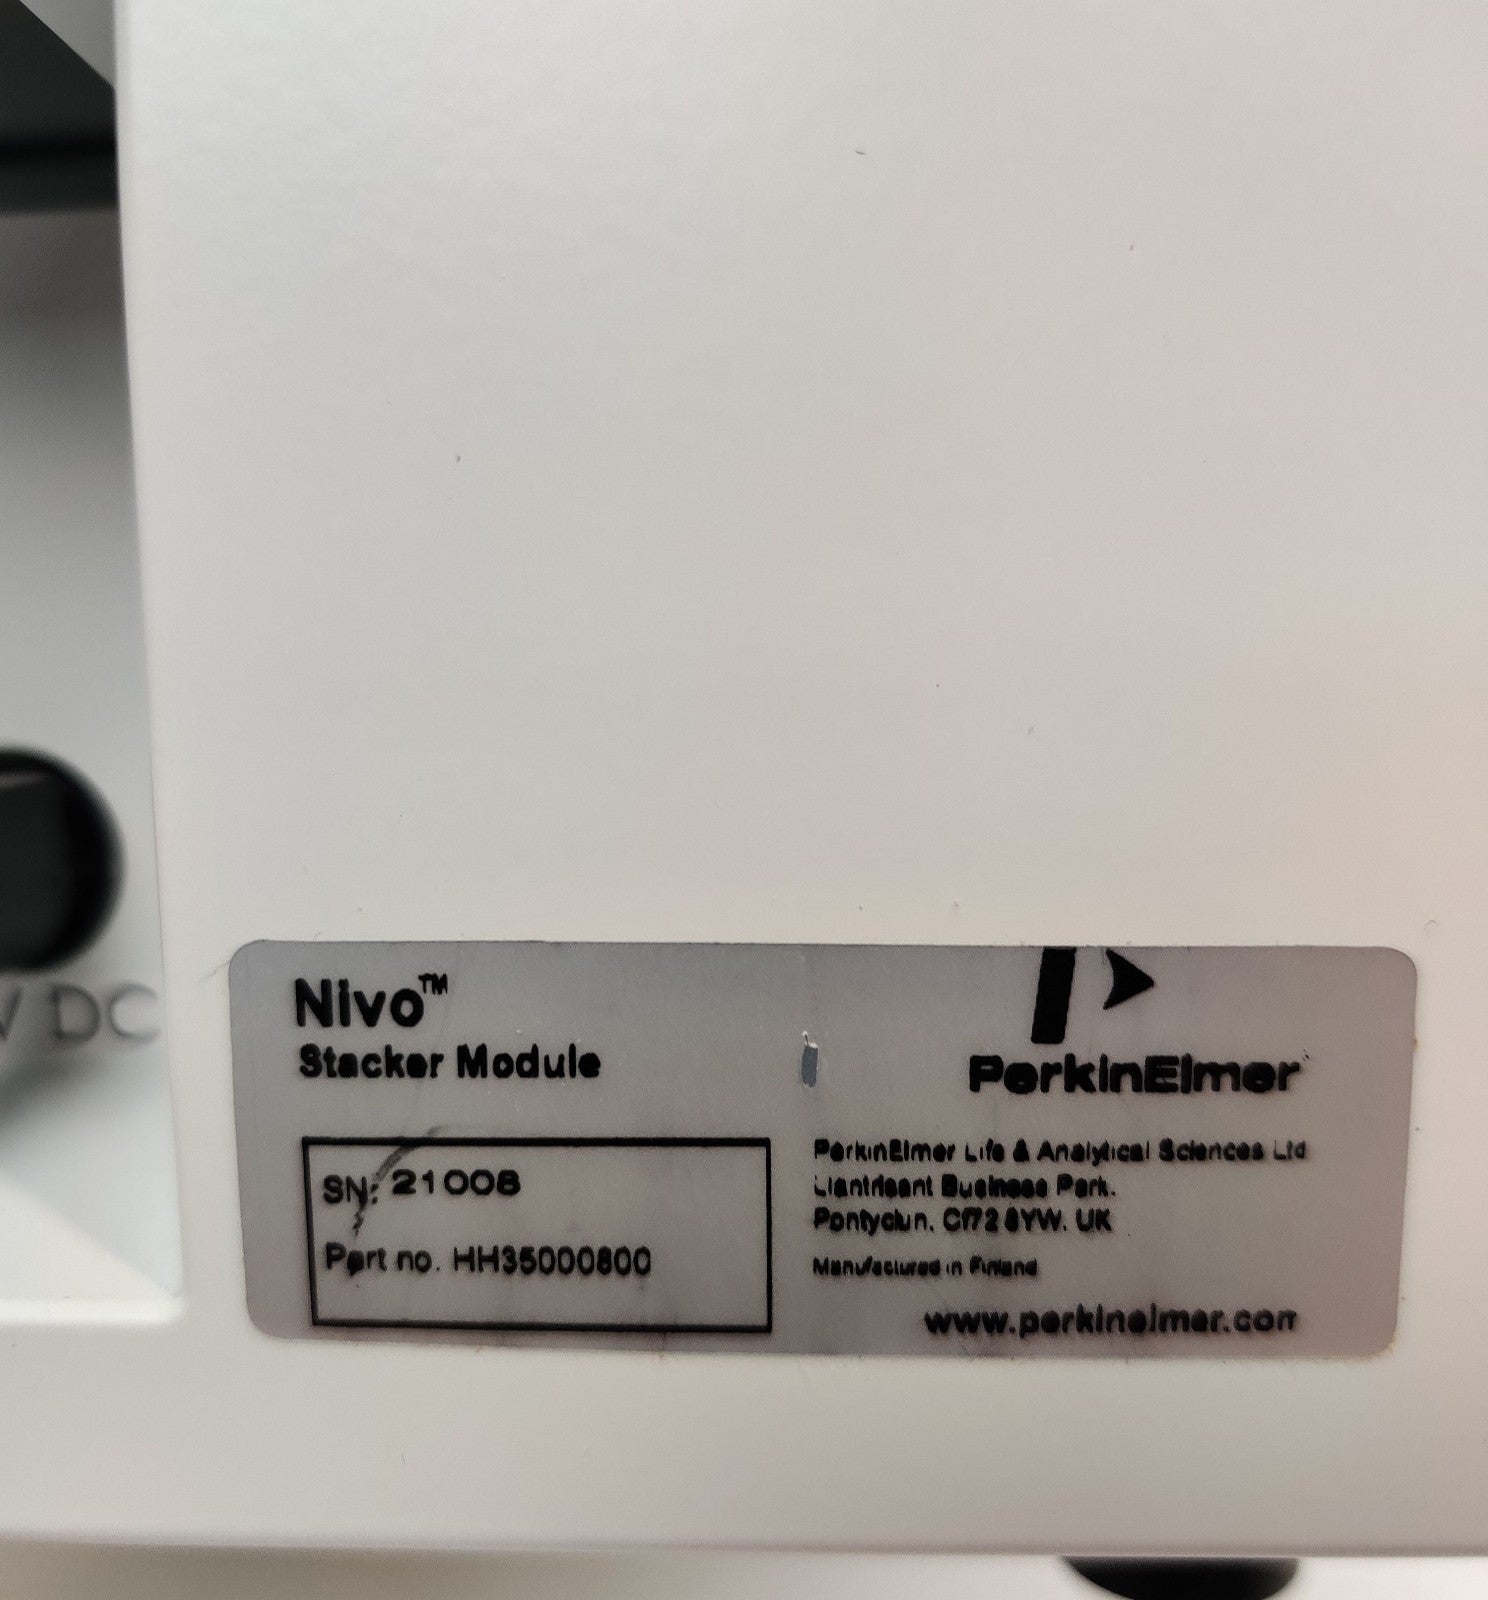 V DC
Nivo™
Stacker Module
PerkinElmer
SN: 21008
Part no. HH35000800
PerkinElmer Life & Analytical Sciences Ltd
Llantrisant Business Park.
Pontyclun. Cf72 8YW. UK
Manufactured in Finland
www.perkinelmer.com